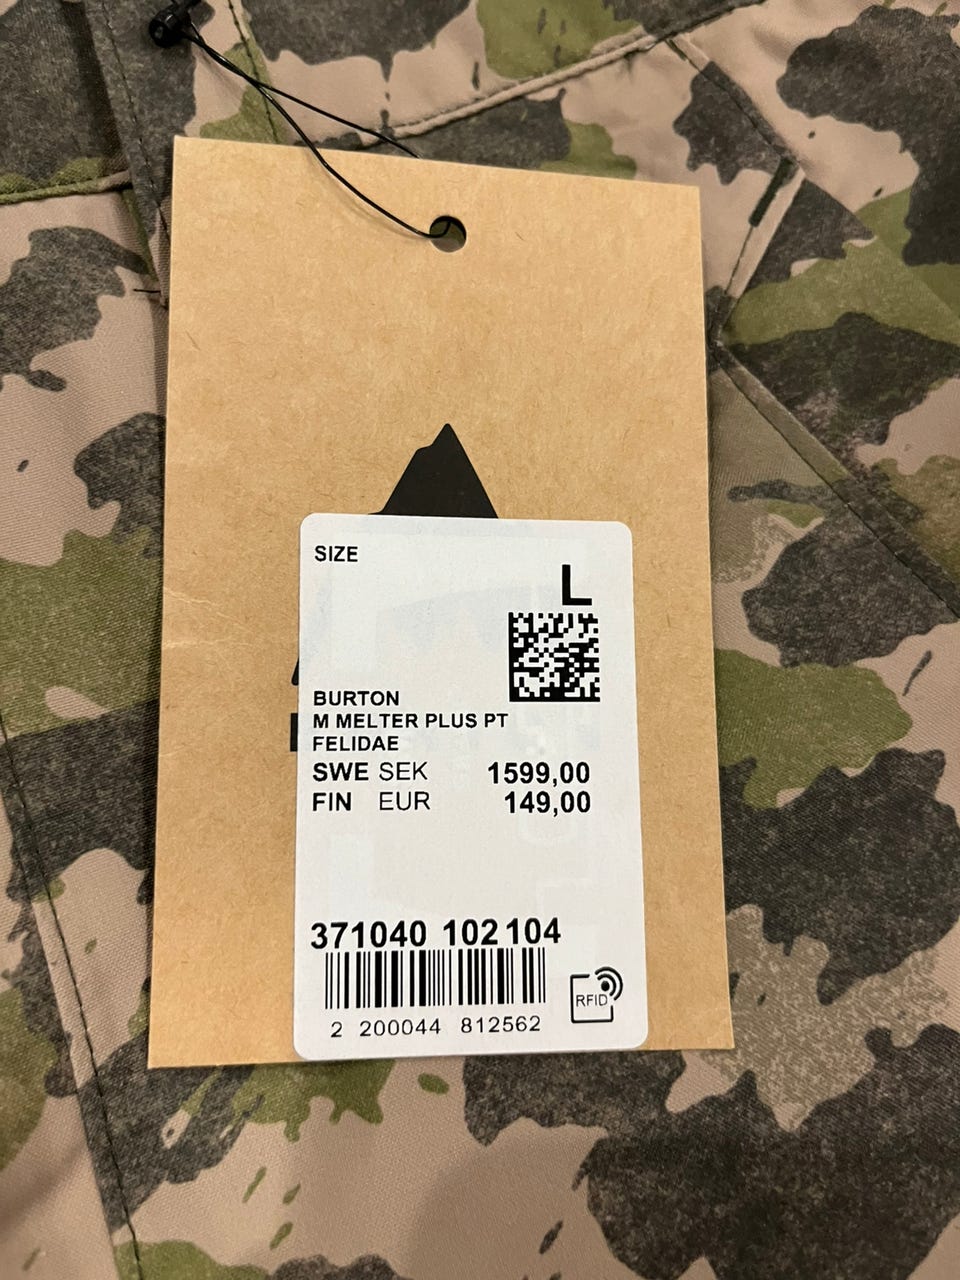 SIZE
L
BURTON
M MELTER PLUS PT
FELIDAE
SWE SEK 1599,00
FIN EUR 149,00
371040 102104
RFID
2 200044 812562